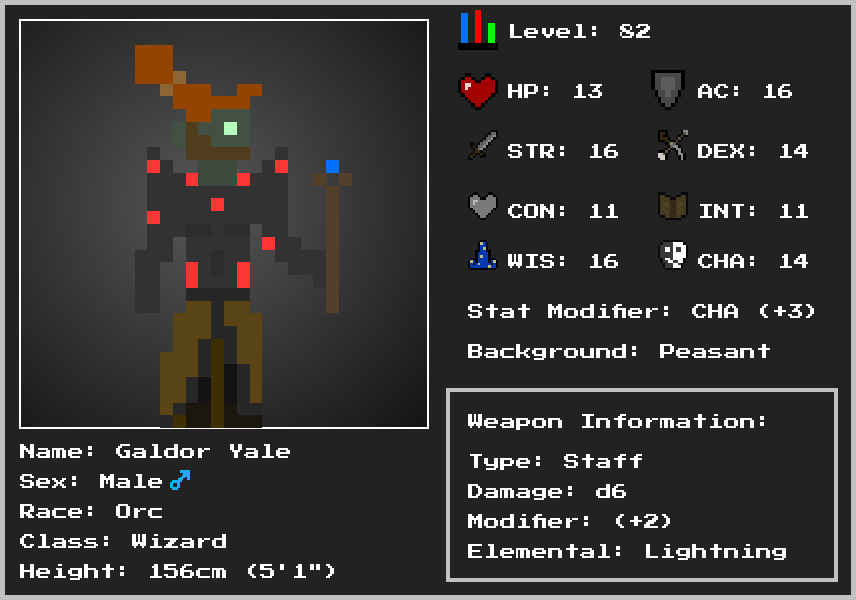 Level: 82
HP: 13
AC: 16
STR: 16
DEX: 14
CON: 11
INT: 11
WIS: 16
CHA: 14
Stat Modifier: CHA (+3)
Background: Peasant
Weapon Information:
Type: Staff
Damage: d6
Modifier: (+2)
Elemental: Lightning
Name: Galdor Yale
Sex: Male♂
Race: Orc
Class: Wizard
Height: 156cm (5'1")